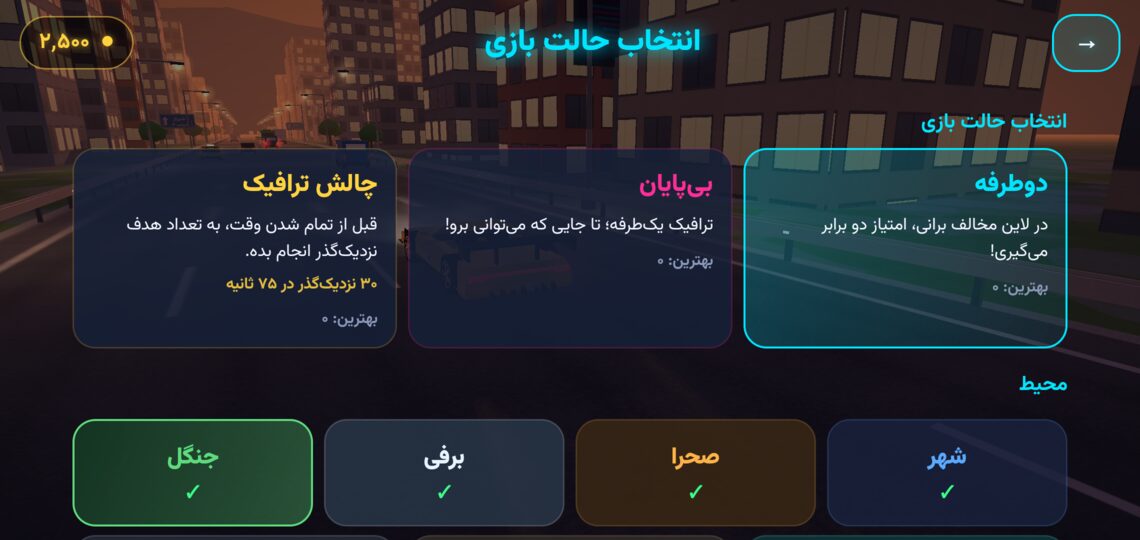 →
انتخاب حالت بازی
۲,۵۰۰
انتخاب حالت بازی
دوطرفه
در لاین مخالف برانی، امتیاز دو برابر
می‌گیری!
بهترین: ۰
بی‌پایان
ترافیک یک‌طرفه؛ تا جایی که می‌توانی برو!
بهترین: ۰
چالش ترافیک
قبل از تمام شدن وقت، به تعداد هدف
نزدیک‌گذر انجام بده.
۳۰ نزدیک‌گذر در ۷۵ ثانیه
بهترین: ۰
محیط
شهر
✓
صحرا
✓
برفی
✓
جنگل
✓